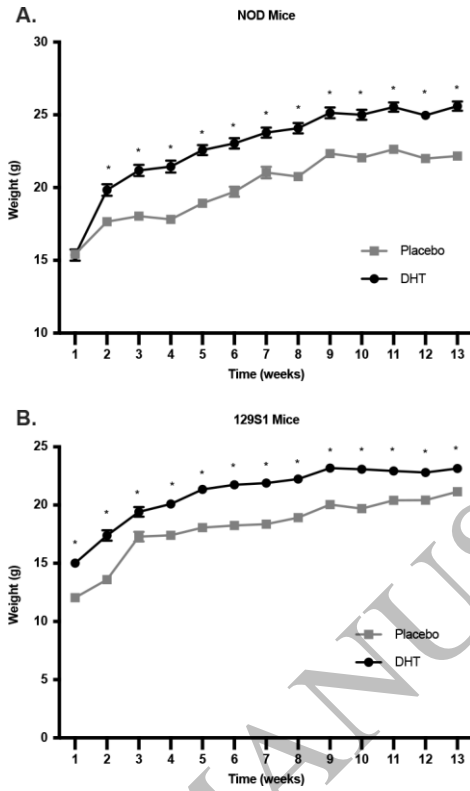 A.
NOD Mice
30
25
20
15
10
Weight (g)
* * * * * * * * * * * *
Placebo
DHT
1 2 3 4 5 6 7 8 9 10 11 12 13
Time (weeks)
B.
129S1 Mice
25
20
15
10
5
0
Weight (g)
* * * * * * * * * * * * *
Placebo
DHT
1 2 3 4 5 6 7 8 9 10 11 12 13
Time (weeks)
ANUS